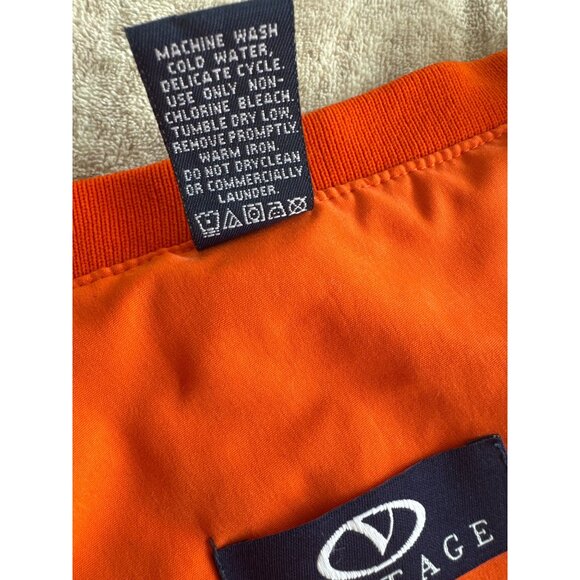 MACHINE WASH
COLD WATER,
DELICATE CYCLE.
USE ONLY NON-
CHLORINE BLEACH.
TUMBLE DRY LOW,
REMOVE PROMPTLY.
WARM IRON.
DO NOT DRYCLEAN
OR COMMERCIALLY
LAUNDER.
TAGE